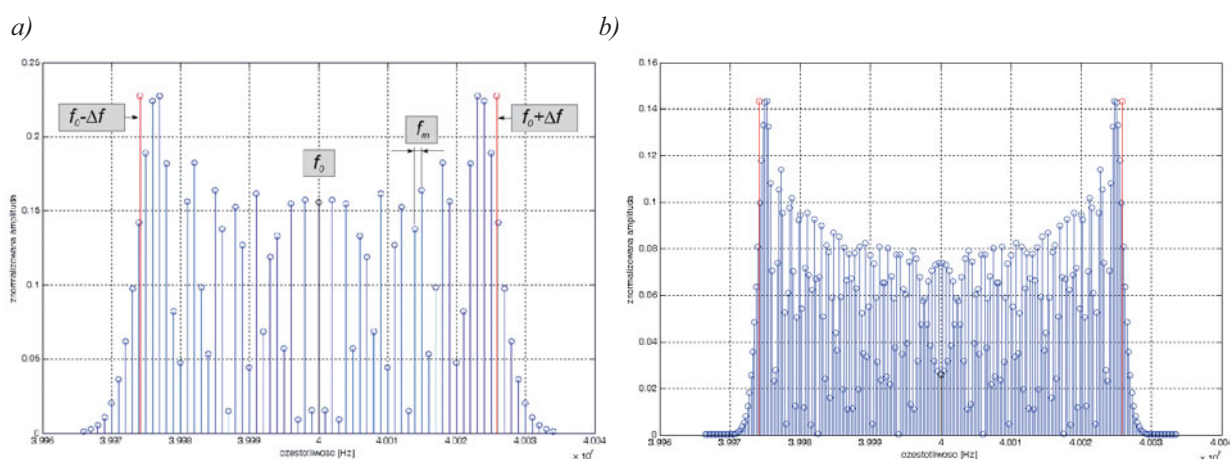 a)
0.25
0.2
0.15
0.1
0.05
0
znormalizowana amplituda
f₀-Δf
f₀
fₘ
f₀+Δf
3.996 3.997 3.998 3.999 4 4.001 4.002 4.003 4.004
× 10⁷
czestotliwosc [Hz]
b)
0.16
0.14
0.12
0.1
0.08
0.06
0.04
0.02
0
znormalizowana amplituda
3.996 3.997 3.998 3.999 4 4.001 4.002 4.003 4.004
× 10⁷
czestotliwosc [Hz]